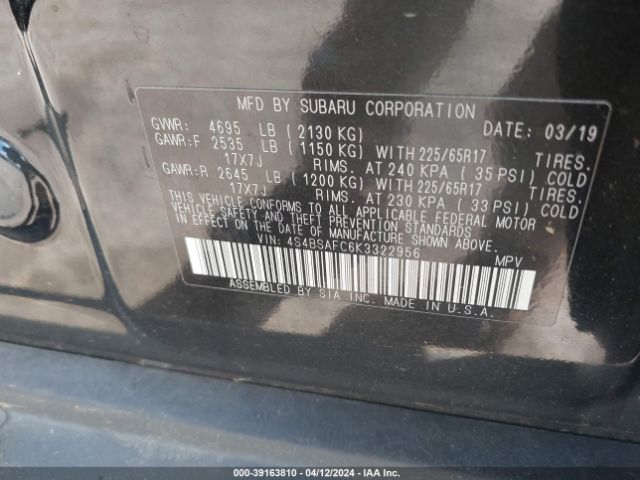 MFD BY SUBARU CORPORATION DATE: 03/19
GVWR: 4695 LB (2130 KG)
GAWR:F 2535 LB (1150 KG) WITH 225/65R17 TIRES.
17X7J RIMS. AT 240 KPA (35 PSI) COLD
GAWR:R 2645 LB (1200 KG) WITH 225/65R17 TIRES.
17X7J RIMS. AT 230 KPA (33 PSI) COLD
THIS VEHICLE CONFORMS TO ALL APPLICABLE FEDERAL MOTOR
VEHICLE SAFETY AND THEFT PREVENTION STANDARDS IN EFFECT ON
THE DATE OF MANUFACTURE SHOWN ABOVE.
VIN: 4S4BSAFC6K3322956 MPV
ASSEMBLED BY SIA, INC. MADE IN U.S.A.
000-39163810 - 04/12/2024 - IAA Inc.